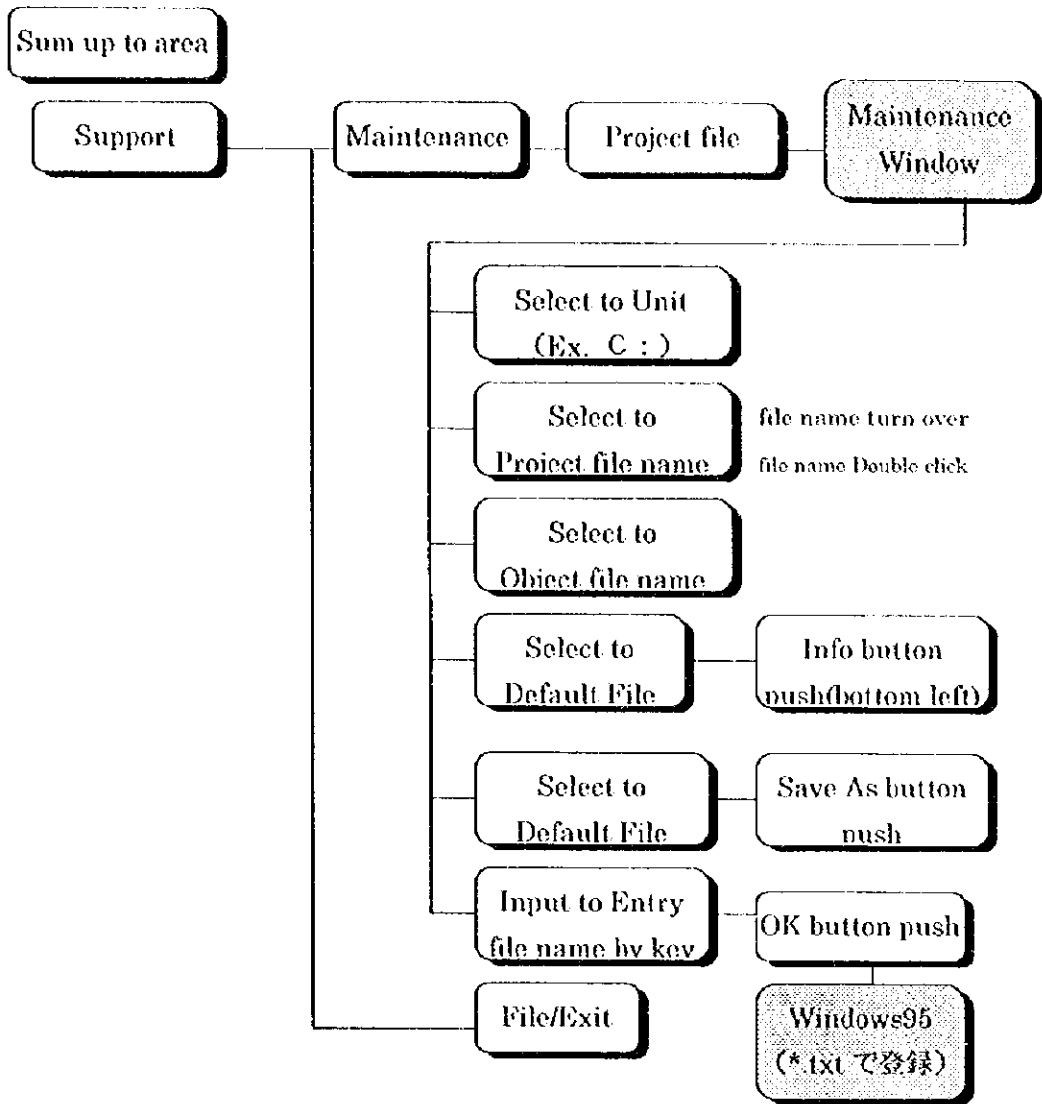 Sum up to area
Support
Maintenance
Project file
Maintenance
Window
Select to Unit
(Ex. C : )
Select to
Project file name
file name turn over
file name Double click
Select to
Object file name
Select to
Default File
Info button
push(bottom left)
Select to
Default File
Save As button
push
Input to Entry
file name by key
OK button push
File/Exit
Windows95
(*.txt で登録)